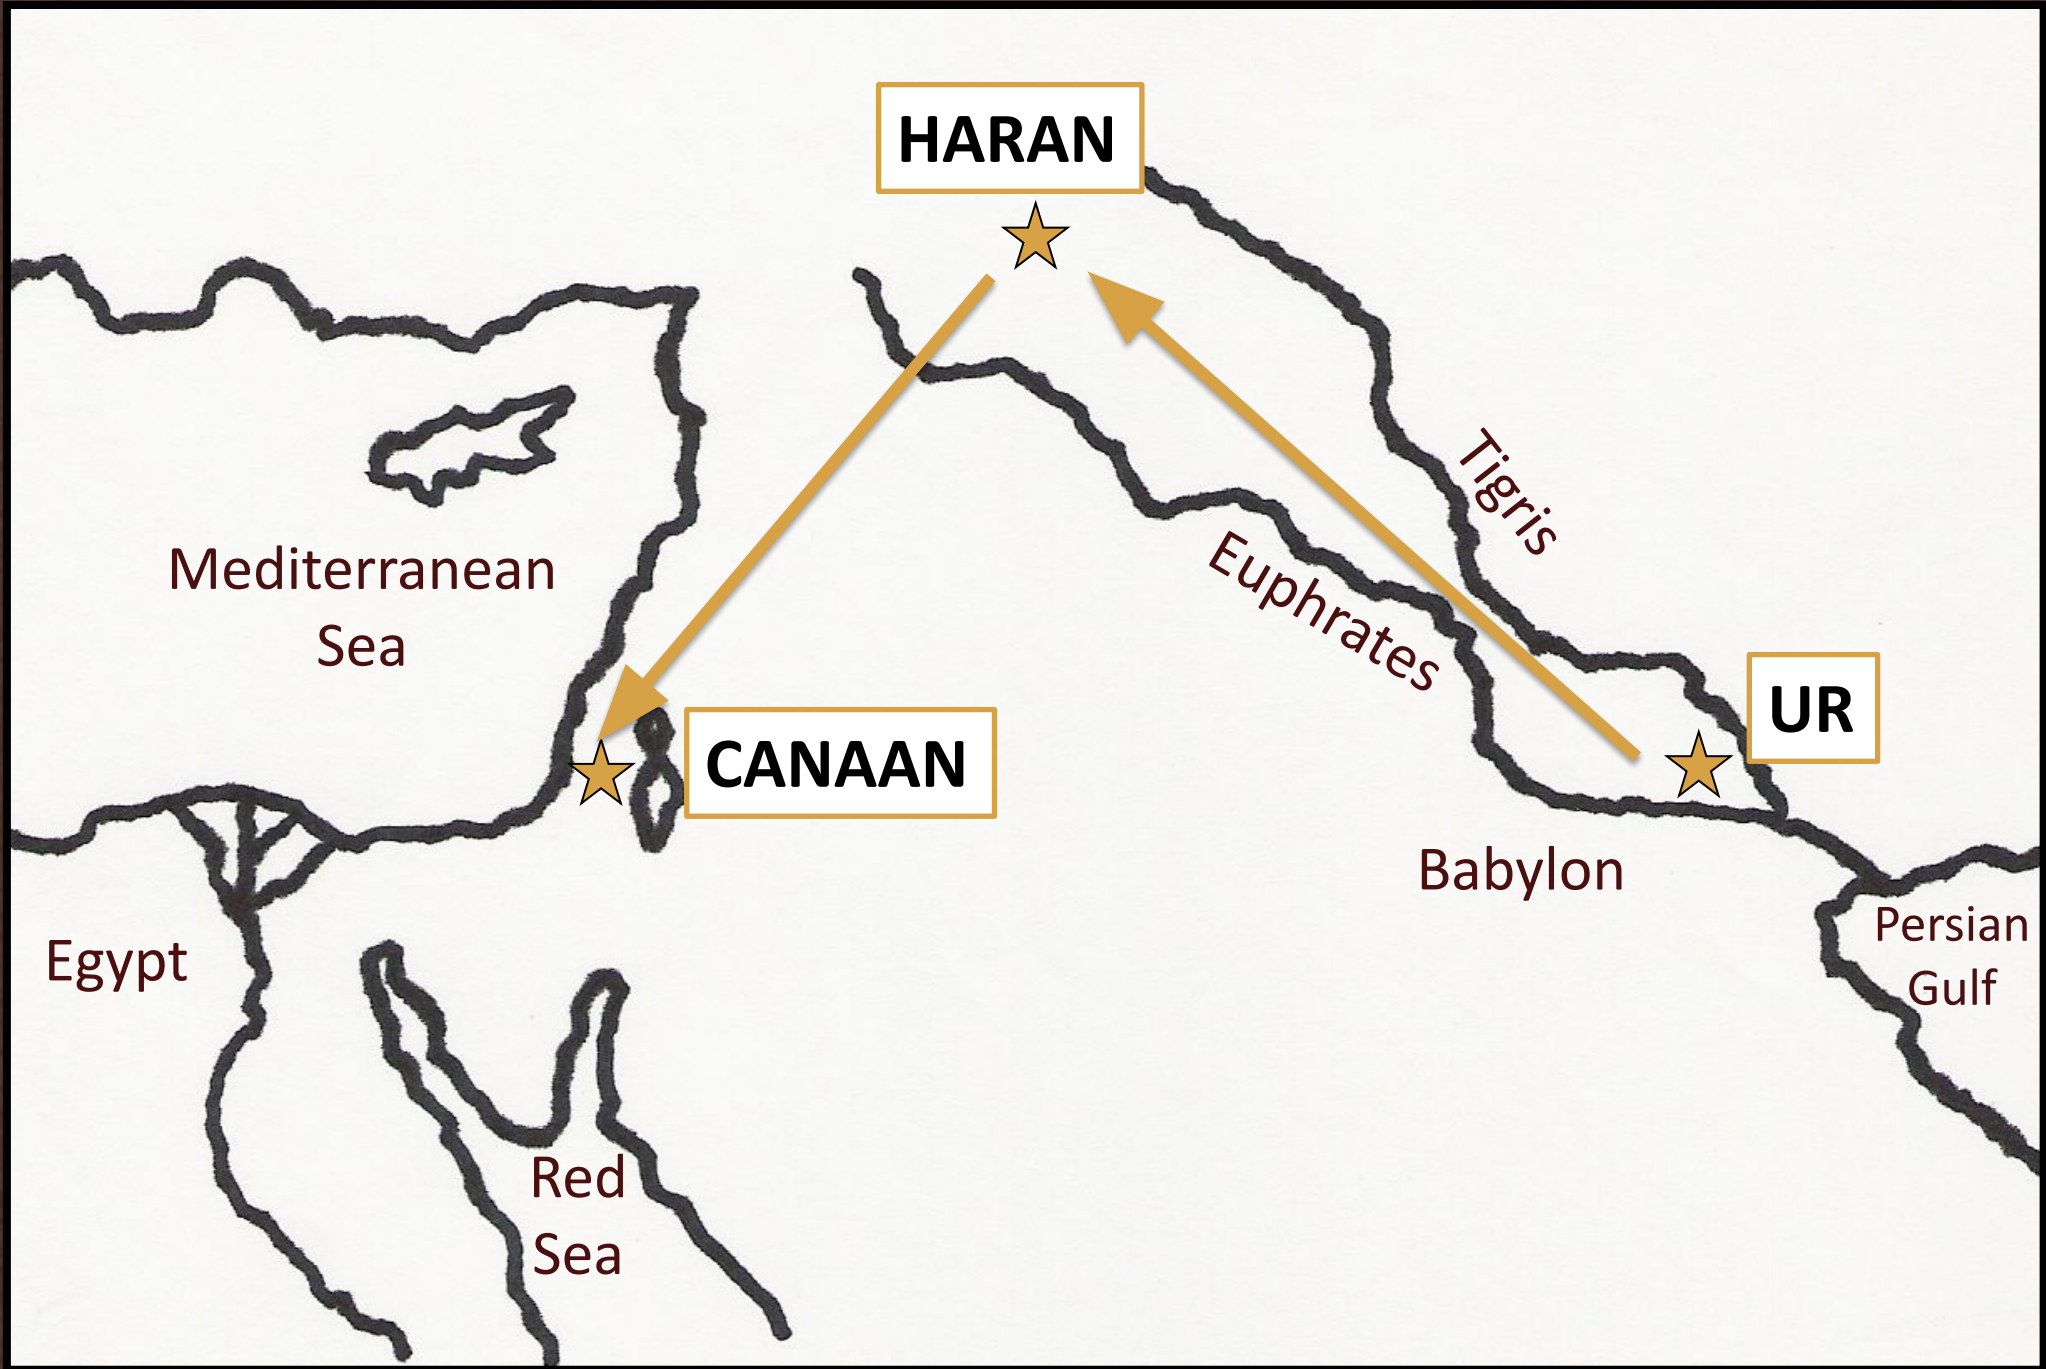 HARAN
Tigris
Euphrates
Mediterranean
Sea
UR
CANAAN
Babylon
Persian
Gulf
Egypt
Red
Sea